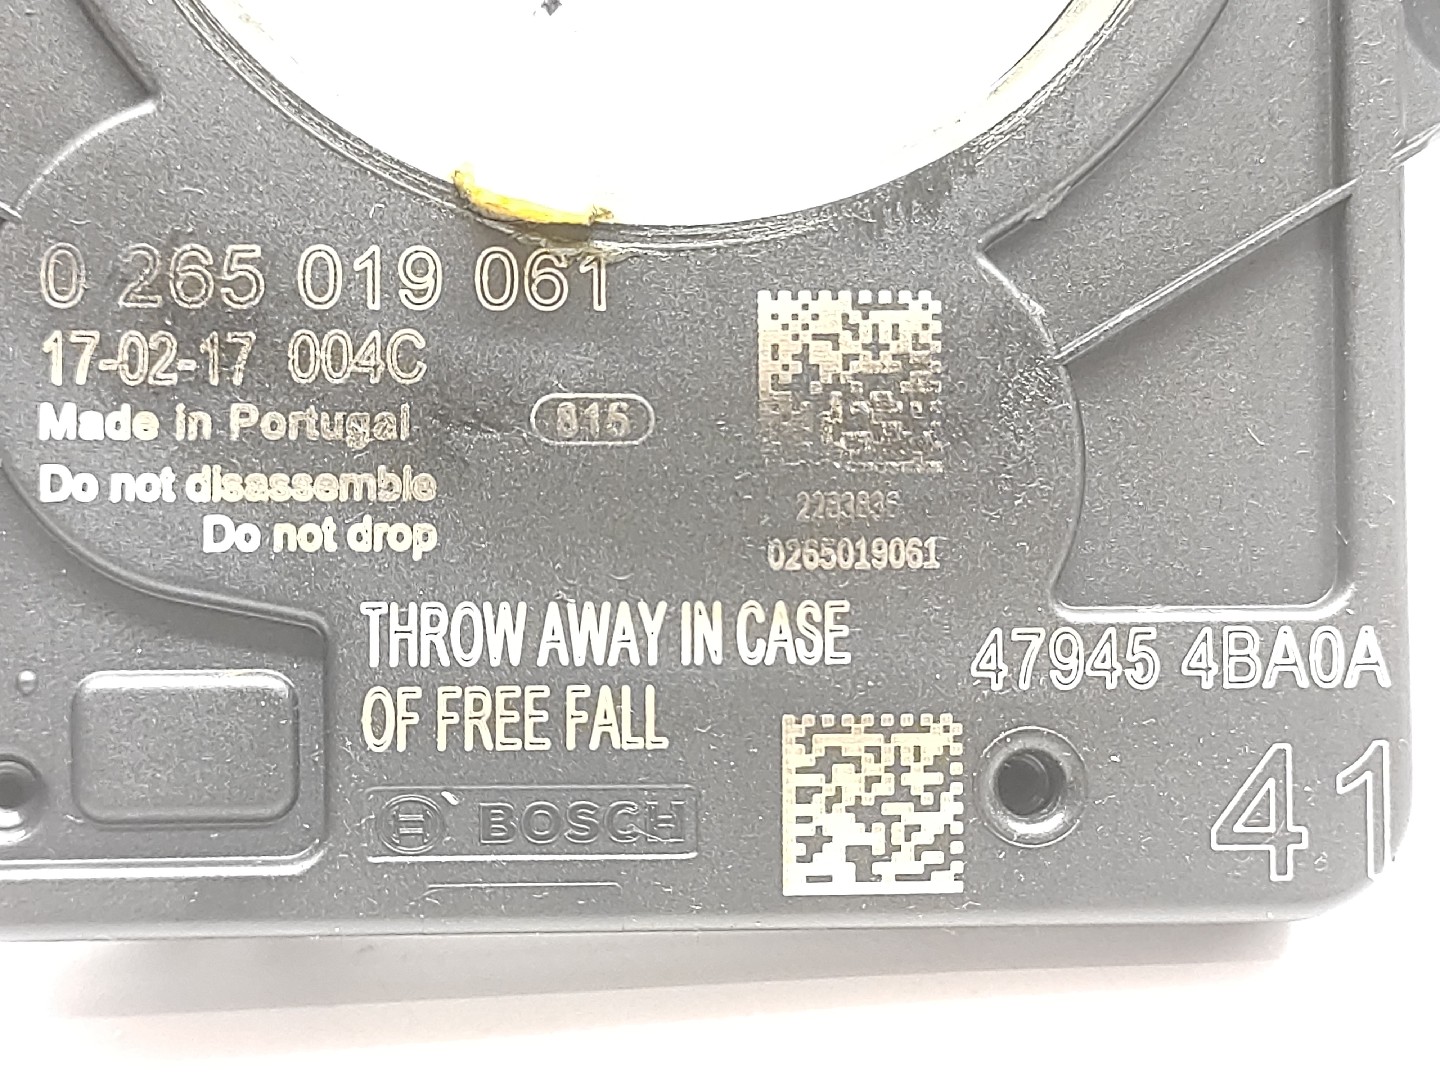 0 265 019 061
17-02-17 004C
Made in Portugal
815
Do not disassemble
Do not drop
0265019061
THROW AWAY IN CASE
OF FREE FALL
47945 4BA0A
BOSCH
41